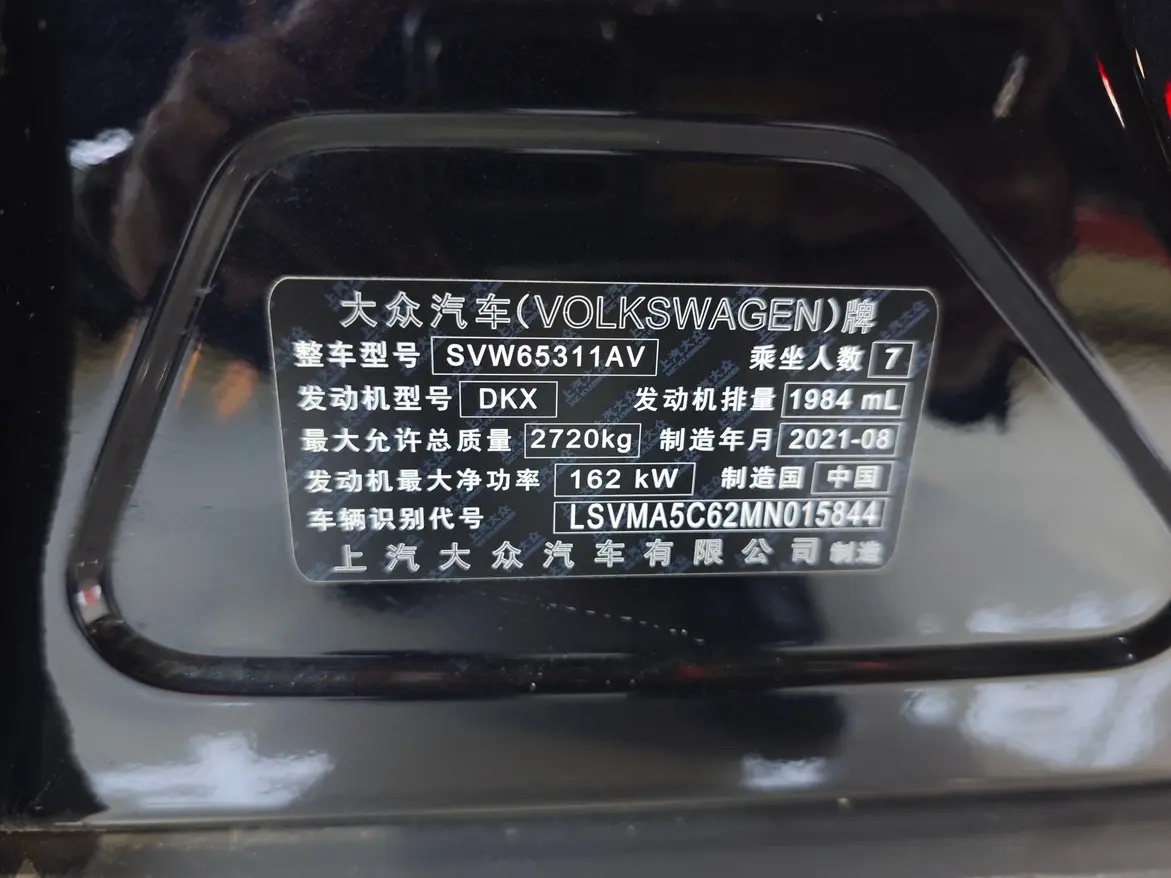 大众汽车(VOLKSWAGEN)牌
整车型号 SVW65311AV 乘坐人数 7
发动机型号 DKX 发动机排量 1984 mL
最大允许总质量 2720kg 制造年月 2021-08
发动机最大净功率 162 kW 制造国 中国
车辆识别代号 LSVMA5C62MN015844
上汽大众汽车有限公司 制造